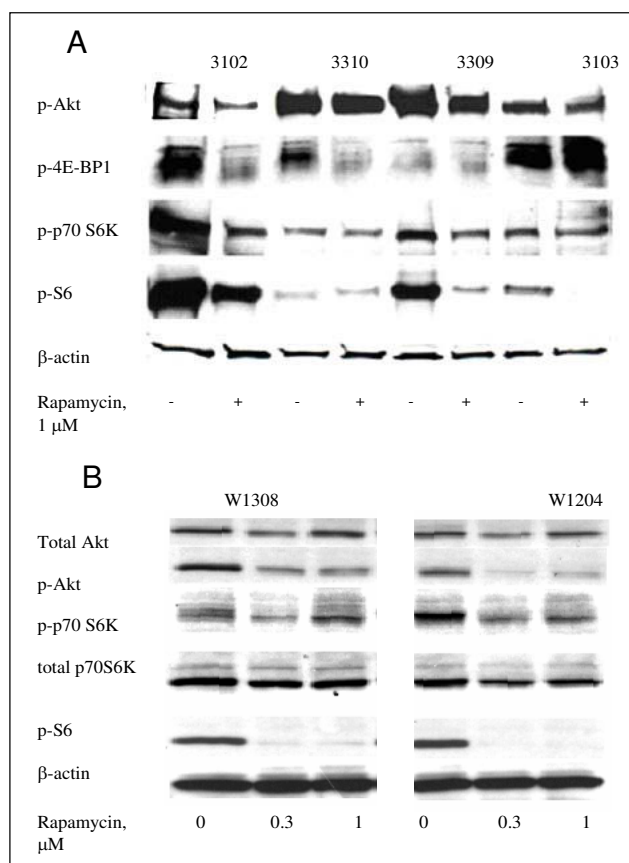 A
3102 3310 3309 3103
p-Akt
p-4E-BP1
p-p70 S6K
p-S6
β-actin
Rapamycin, - + - + - + - +
1 μM
B
W1308 W1204
Total Akt
p-Akt
p-p70 S6K
total p70S6K
p-S6
β-actin
Rapamycin, 0 0.3 1 0 0.3 1
μM